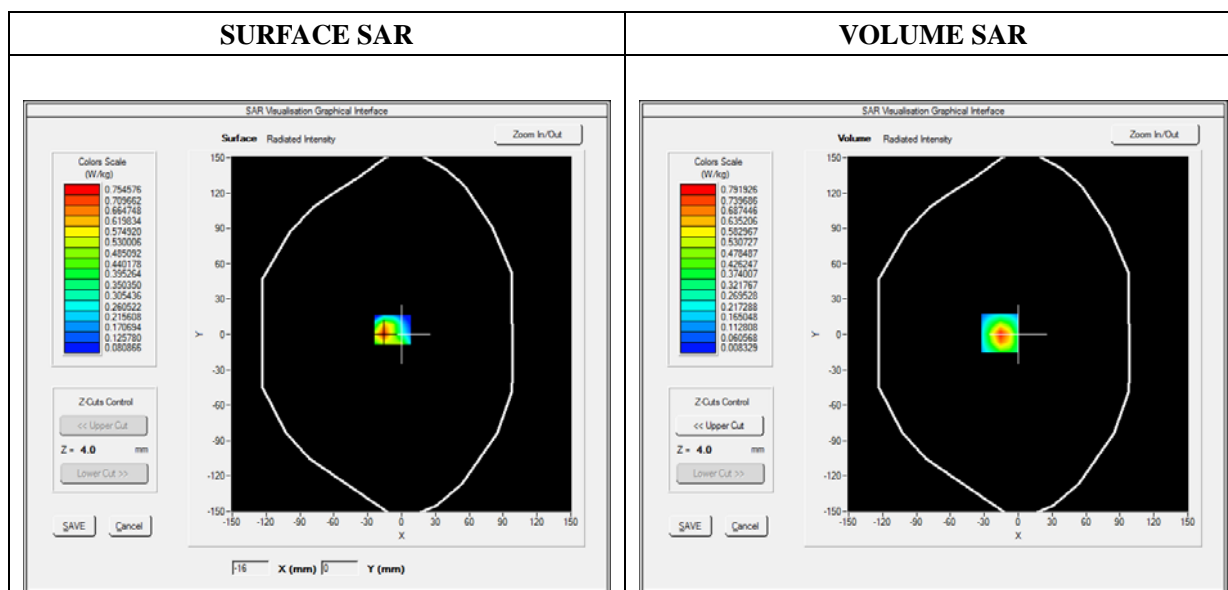 SURFACE SAR
VOLUME SAR
SAR Visualisation Graphical Interface
Surface Radiated Intensity
Zoom In/Out
Colors Scale
(W/kg)
0.754576
0.709662
0.664748
0.619834
0.574920
0.530006
0.485092
0.440178
0.395264
0.350350
0.305436
0.260522
0.215608
0.170694
0.125780
0.080866
150
120
90
60
30
0
-30
-60
-90
-120
-150
Y
-150 -120 -90 -60 -30 0 30 60 90 120 150
X
Z-Cuts Control
<< Upper Cut
Z = 4.0 mm
Lower Cut >>
SAVE Cancel
-16 X (mm) 0 Y (mm)
SAR Visualisation Graphical Interface
Volume Radiated Intensity
Zoom In/Out
Colors Scale
(W/kg)
0.791926
0.739686
0.687446
0.635206
0.582967
0.530727
0.478487
0.426247
0.374007
0.321767
0.269528
0.217288
0.165048
0.112808
0.060568
0.008329
150
120
90
60
30
0
-30
-60
-90
-120
-150
Y
-150 -120 -90 -60 -30 0 30 60 90 120 150
X
Z-Cuts Control
<< Upper Cut
Z = 4.0 mm
Lower Cut >>
SAVE Cancel